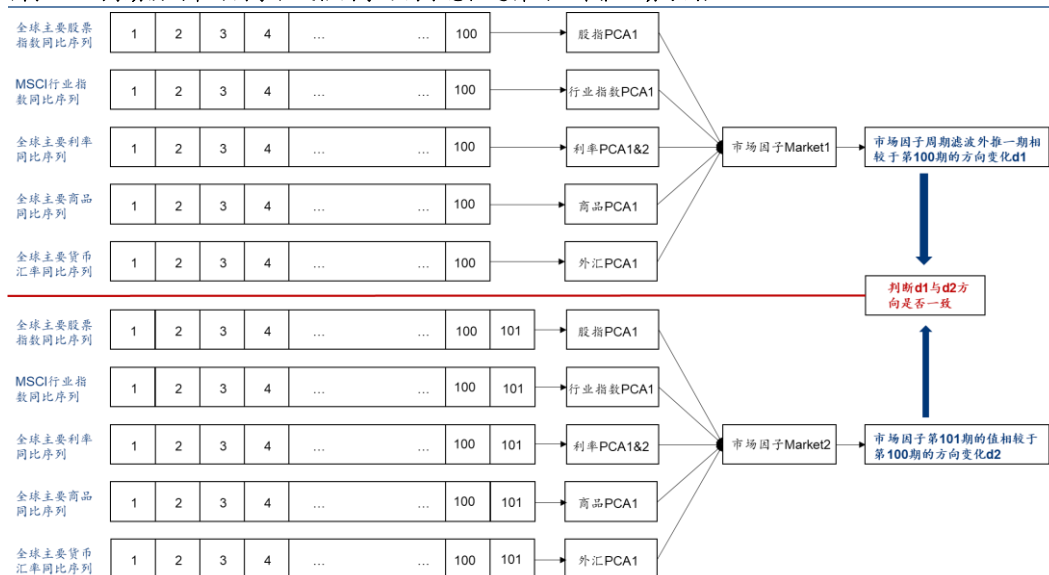 全球主要股票
指数同比序列
1 2 3 4 … … 100
股指PCA1
MSCI行业指
数同比序列
1 2 3 4 … … 100
行业指数PCA1
全球主要利率
同比序列
1 2 3 4 … … 100
利率PCA1&2
市场因子Market1
市场因子周期滤波外推一期相
较于第100期的方向变化d1
全球主要商品
同比序列
1 2 3 4 … … 100
商品PCA1
全球主要货币
汇率同比序列
1 2 3 4 … … 100
外汇PCA1
判断d1与d2方
向是否一致
全球主要股票
指数同比序列
1 2 3 4 … … 100 101
股指PCA1
MSCI行业指
数同比序列
1 2 3 4 … … 100 101
行业指数PCA1
全球主要利率
同比序列
1 2 3 4 … … 100 101
利率PCA1&2
市场因子Market2
市场因子第101期的值相较于
第100期的方向变化d2
全球主要商品
同比序列
1 2 3 4 … … 100 101
商品PCA1
全球主要货币
汇率同比序列
1 2 3 4 … … 100 101
外汇PCA1